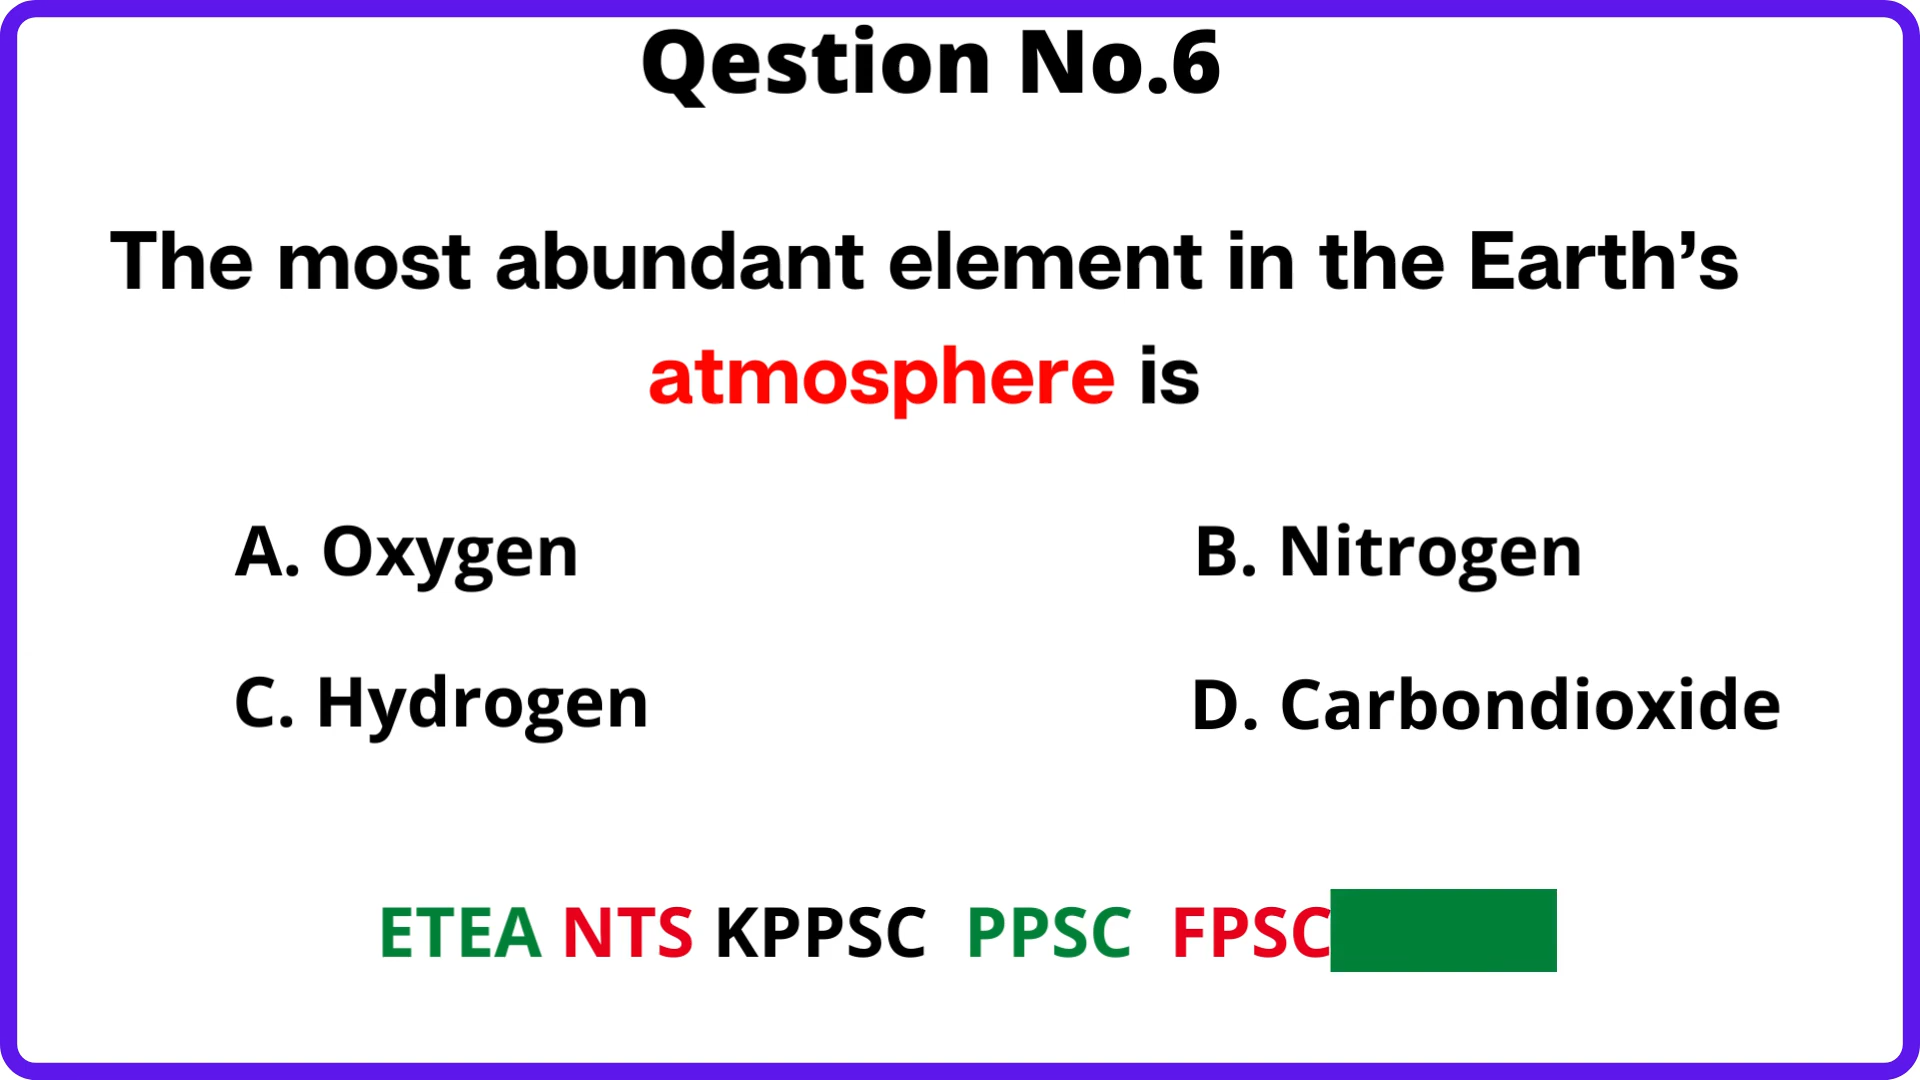 Qestion No.6
The most abundant element in the Earth’s
atmosphere is
A. Oxygen B. Nitrogen
C. Hydrogen D. Carbondioxide
ETEA NTS KPPSC PPSC FPSC